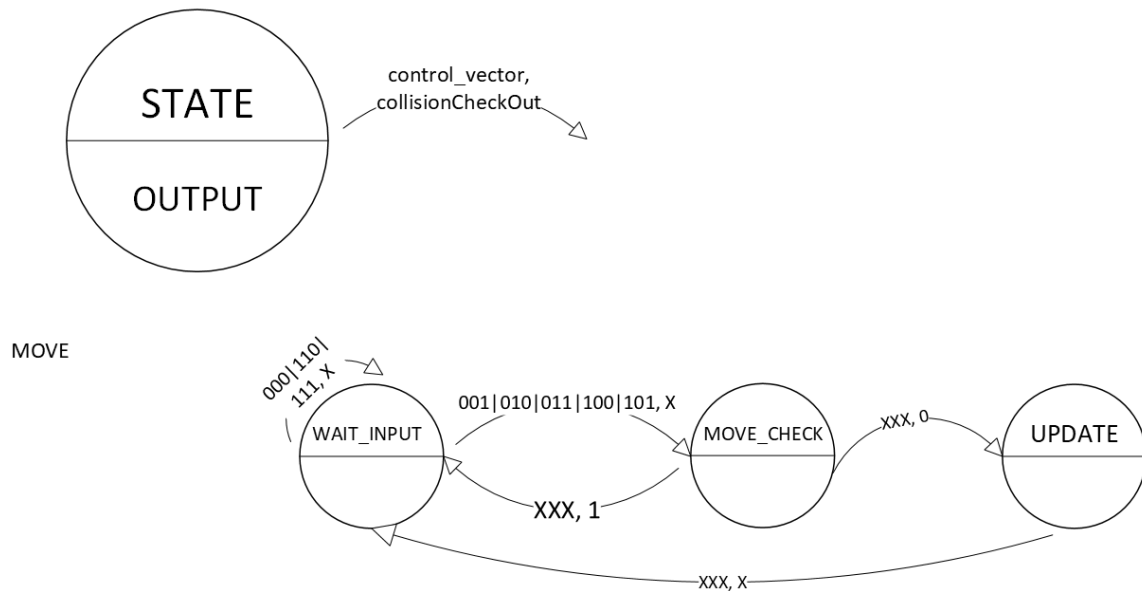 STATE
OUTPUT
control_vector,
collisionCheckOut
MOVE
000|110|
111, X
WAIT_INPUT
001|010|011|100|101, X
MOVE_CHECK
XXX, 0
UPDATE
XXX, 1
XXX, X